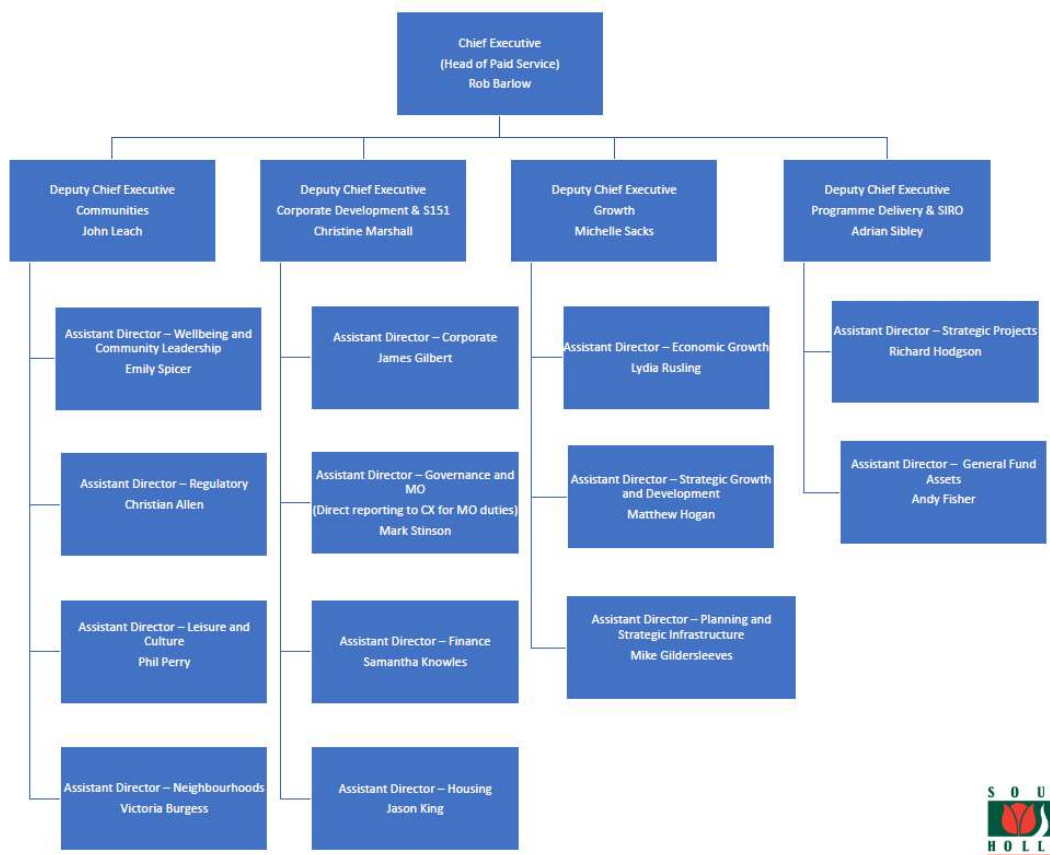 Chief Executive
(Head of Paid Service)
Rob Barlow
Deputy Chief Executive
Communities
John Leach
Deputy Chief Executive
Corporate Development & S151
Christine Marshall
Deputy Chief Executive
Growth
Michelle Sacks
Deputy Chief Executive
Programme Delivery & SIRO
Adrian Sibley
Assistant Director – Wellbeing and
Community Leadership
Emily Spicer
Assistant Director – Regulatory
Christian Allen
Assistant Director – Leisure and
Culture
Phil Perry
Assistant Director – Neighbourhoods
Victoria Burgess
Assistant Director – Corporate
James Gilbert
Assistant Director – Governance and
MO
(Direct reporting to CX for MO duties)
Mark Stinson
Assistant Director – Finance
Samantha Knowles
Assistant Director – Housing
Jason King
Assistant Director – Economic Growth
Lydia Rusling
Assistant Director – Strategic Growth
and Development
Matthew Hogan
Assistant Director – Planning and
Strategic Infrastructure
Mike Gildersleeves
Assistant Director – Strategic Projects
Richard Hodgson
Assistant Director – General Fund
Assets
Andy Fisher
SOU
HOLL